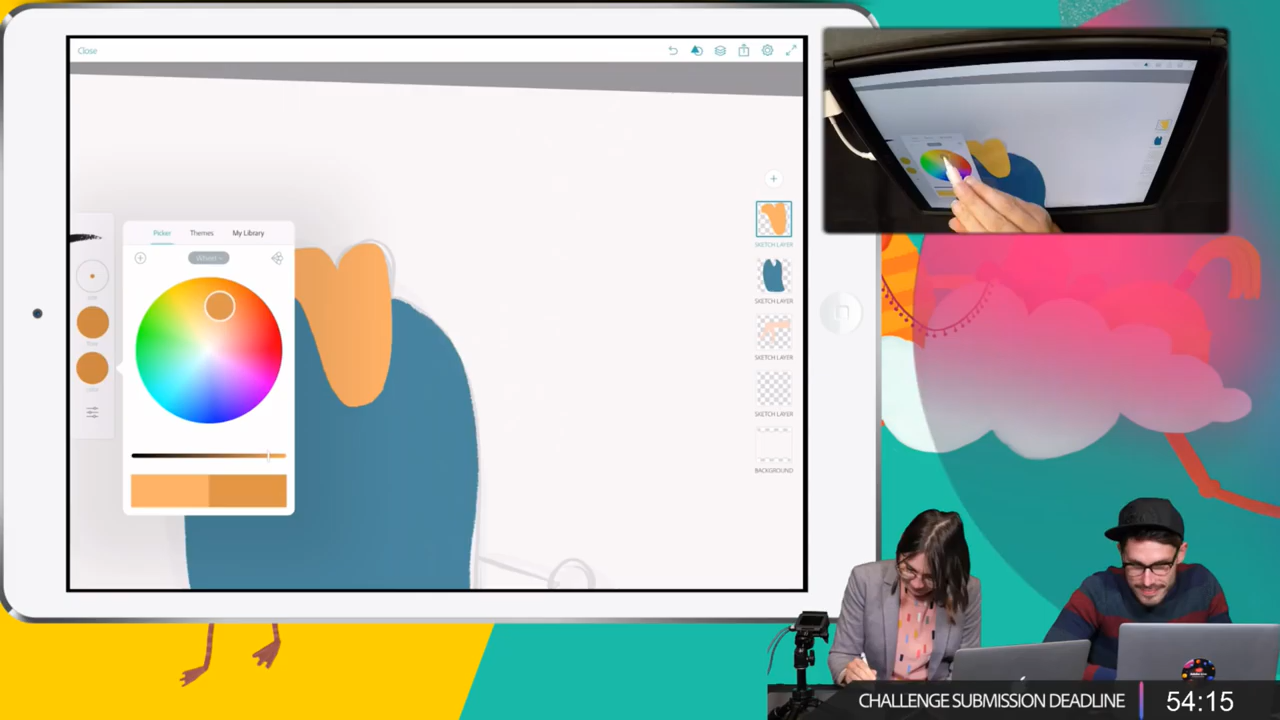 Close
Picker Themes My Library
Wheel
SKETCH LAYER
SKETCH LAYER
SKETCH LAYER
SKETCH LAYER
BACKGROUND
CHALLENGE SUBMISSION DEADLINE 54:15